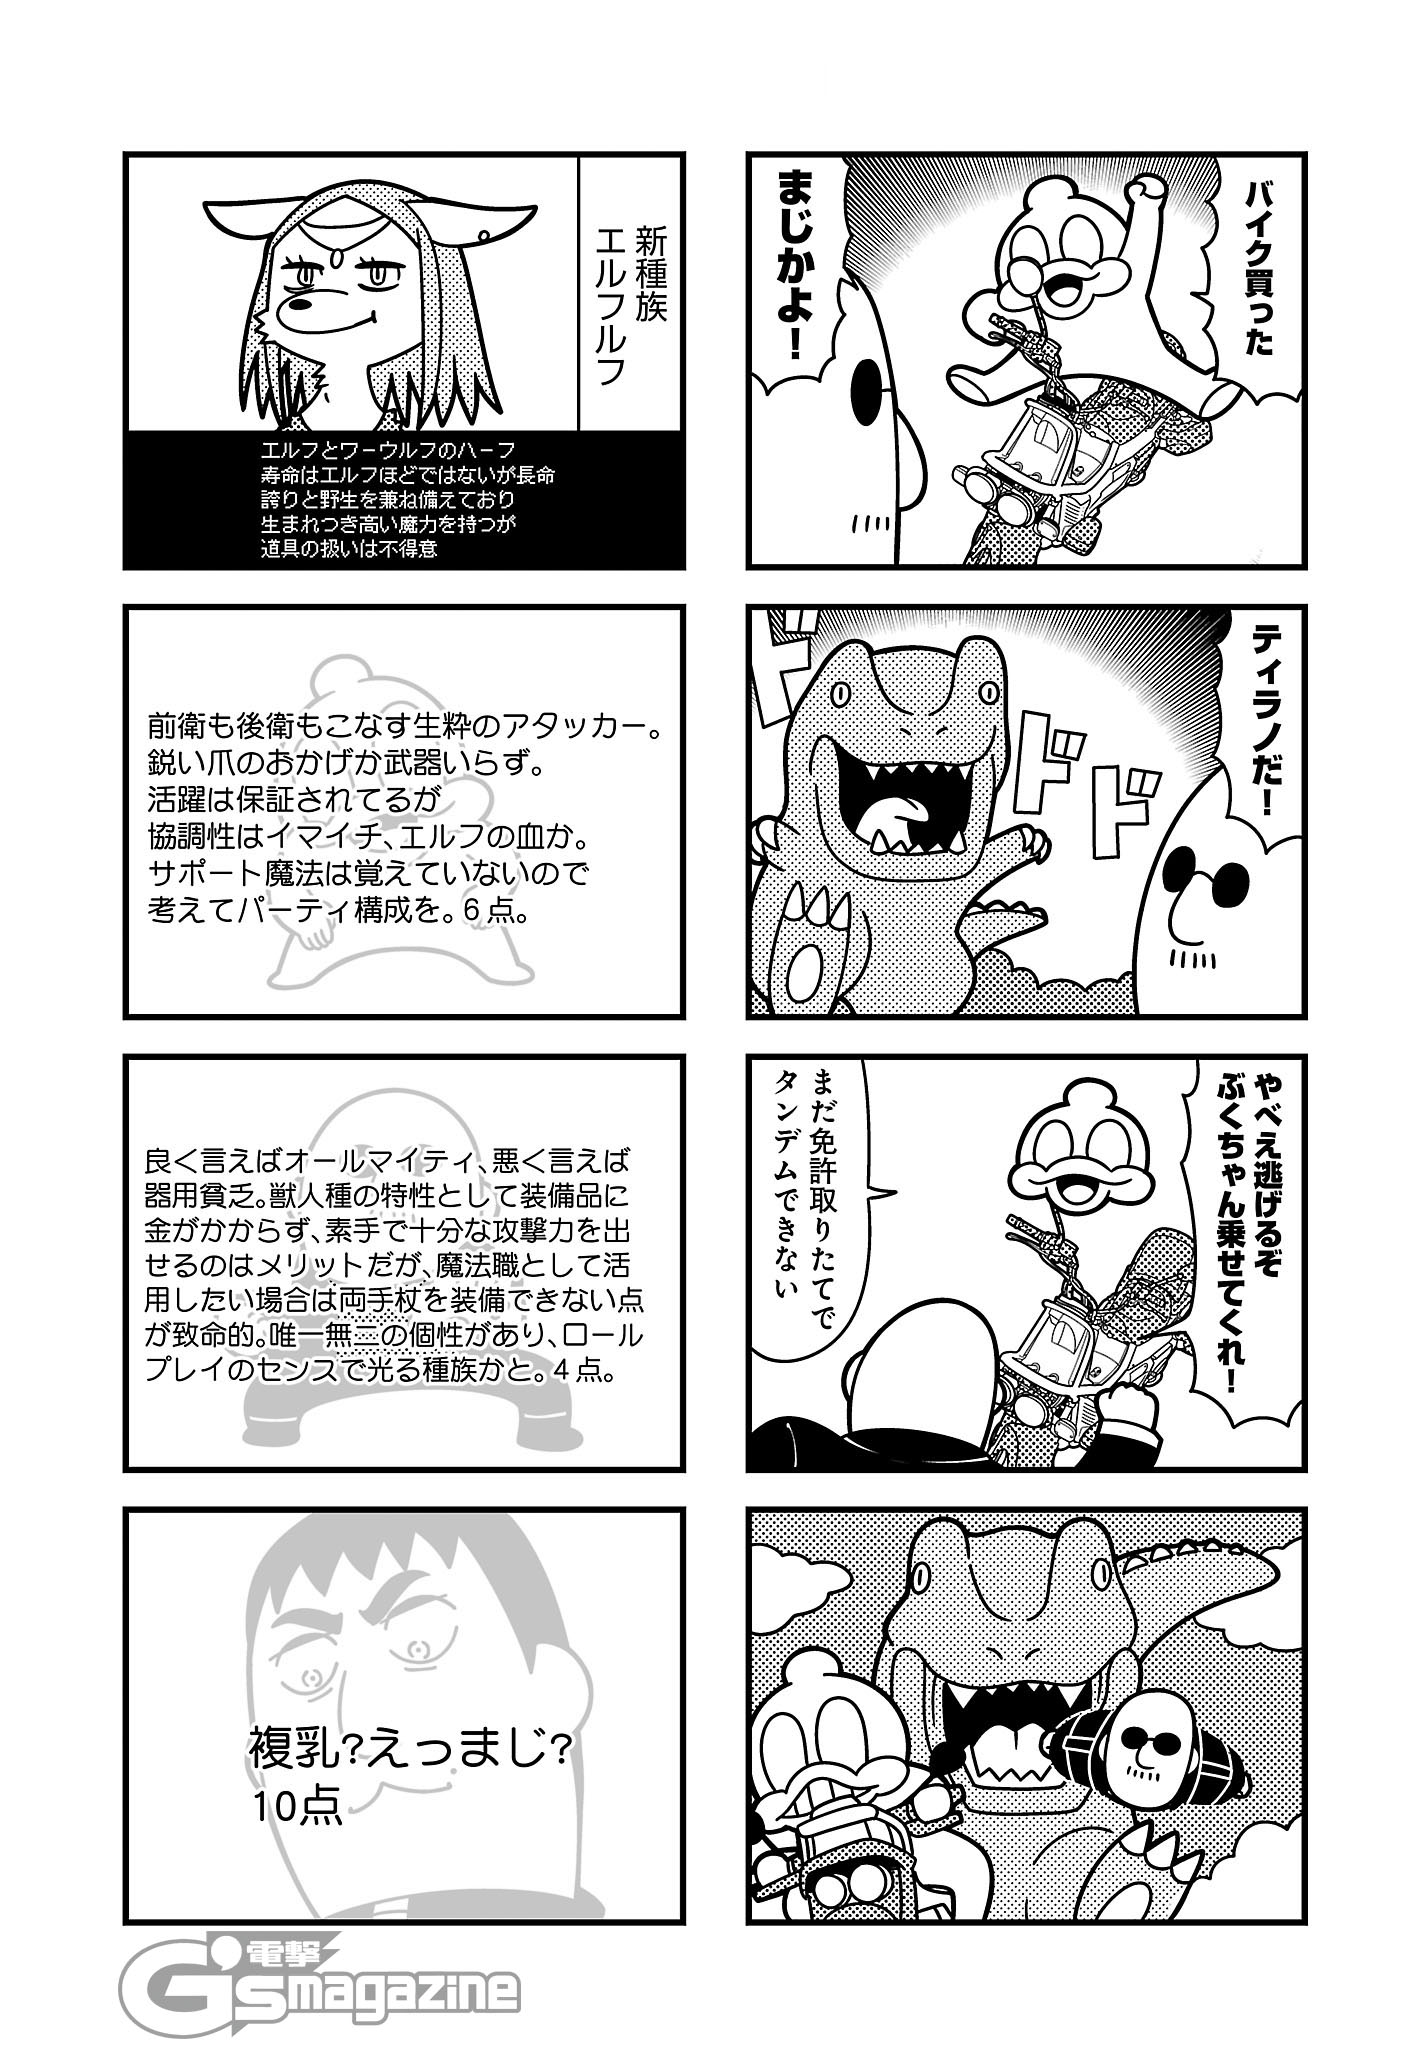 バイク買った
まじかよ！
ティラノだ！
ドドド
やべえ逃げるぞ
ぶくちゃん乗せてくれ！
まだ免許取りたてで
タンデムできない
新種族
エルフルフ
エルフとワーウルフのハーフ
寿命はエルフほどではないが長命
誇りと野生を兼ね備えており
生まれつき高い魔力を持つが
道具の扱いは不得意
前衛も後衛もこなす生粋のアタッカー。
鋭い爪のおかげか武器いらず。
活躍は保証されてるが
協調性はイマイチ、エルフの血か。
サポート魔法は覚えていないので
考えてパーティ構成を。6点。
良く言えばオールマイティ、悪く言えば
器用貧乏。獣人種の特性として装備品に
金がかからず、素手で十分な攻撃力を出
せるのはメリットだが、魔法職として活
用したい場合は両手杖を装備できない点
が致命的。唯一無二の個性があり、ロール
プレイのセンスで光る種族かと。4点。
複乳？えっまじ？
10点
電撃
G'smagazine